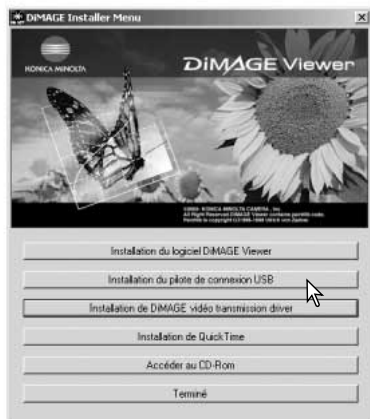 DiMAGE Installer Menu
KONICA MINOLTA
DiMAGE Viewer
Installation du logiciel DiMAGE Viewer
Installation du pilote de connexion USB
Installation de DiMAGE vidéo transmission driver
Installation de QuickTime
Accéder au CD-Rom
Terminé